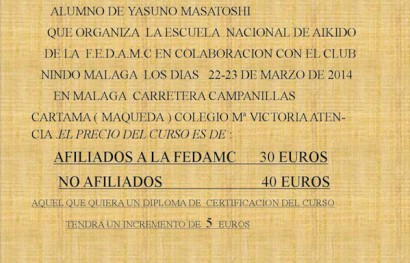 ALUMNO DE YASUNO MASATOSHI
QUE ORGANIZA LA ESCUELA NACIONAL DE AIKIDO
DE LA F.E.D.A.M.C EN COLABORACION CON EL CLUB
NINDO MALAGA LOS DIAS 22-23 DE MARZO DE 2014
EN MALAGA CARRETERA CAMPANILLAS
CARTAMA ( MAQUEDA ) COLEGIO Mª VICTORIA ATEN-
CIA .EL PRECIO DEL CURSO ES DE :
AFILIADOS A LA FEDAMC 30 EUROS
NO AFILIADOS 40 EUROS
AQUEL QUE QUIERA UN DIPLOMA DE CERTIFICACION DEL CURSO
TENDRA UN INCREMENTO DE 5 EUROS